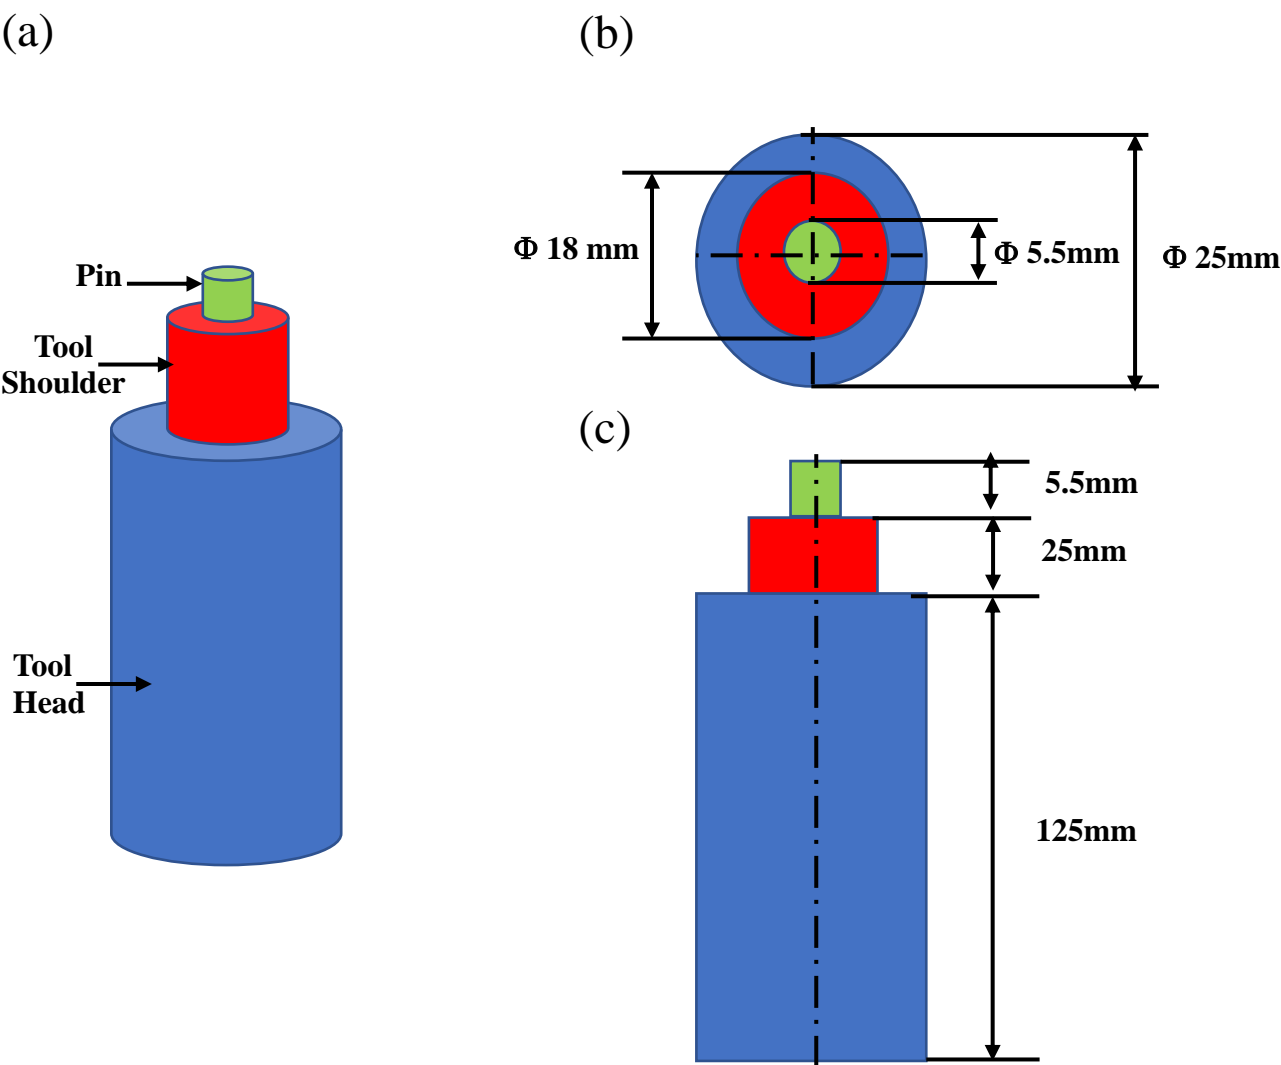 (a)
Pin
Tool
Shoulder
Tool
Head
(b)
Φ 18 mm
Φ 5.5mm
Φ 25mm
(c)
5.5mm
25mm
125mm